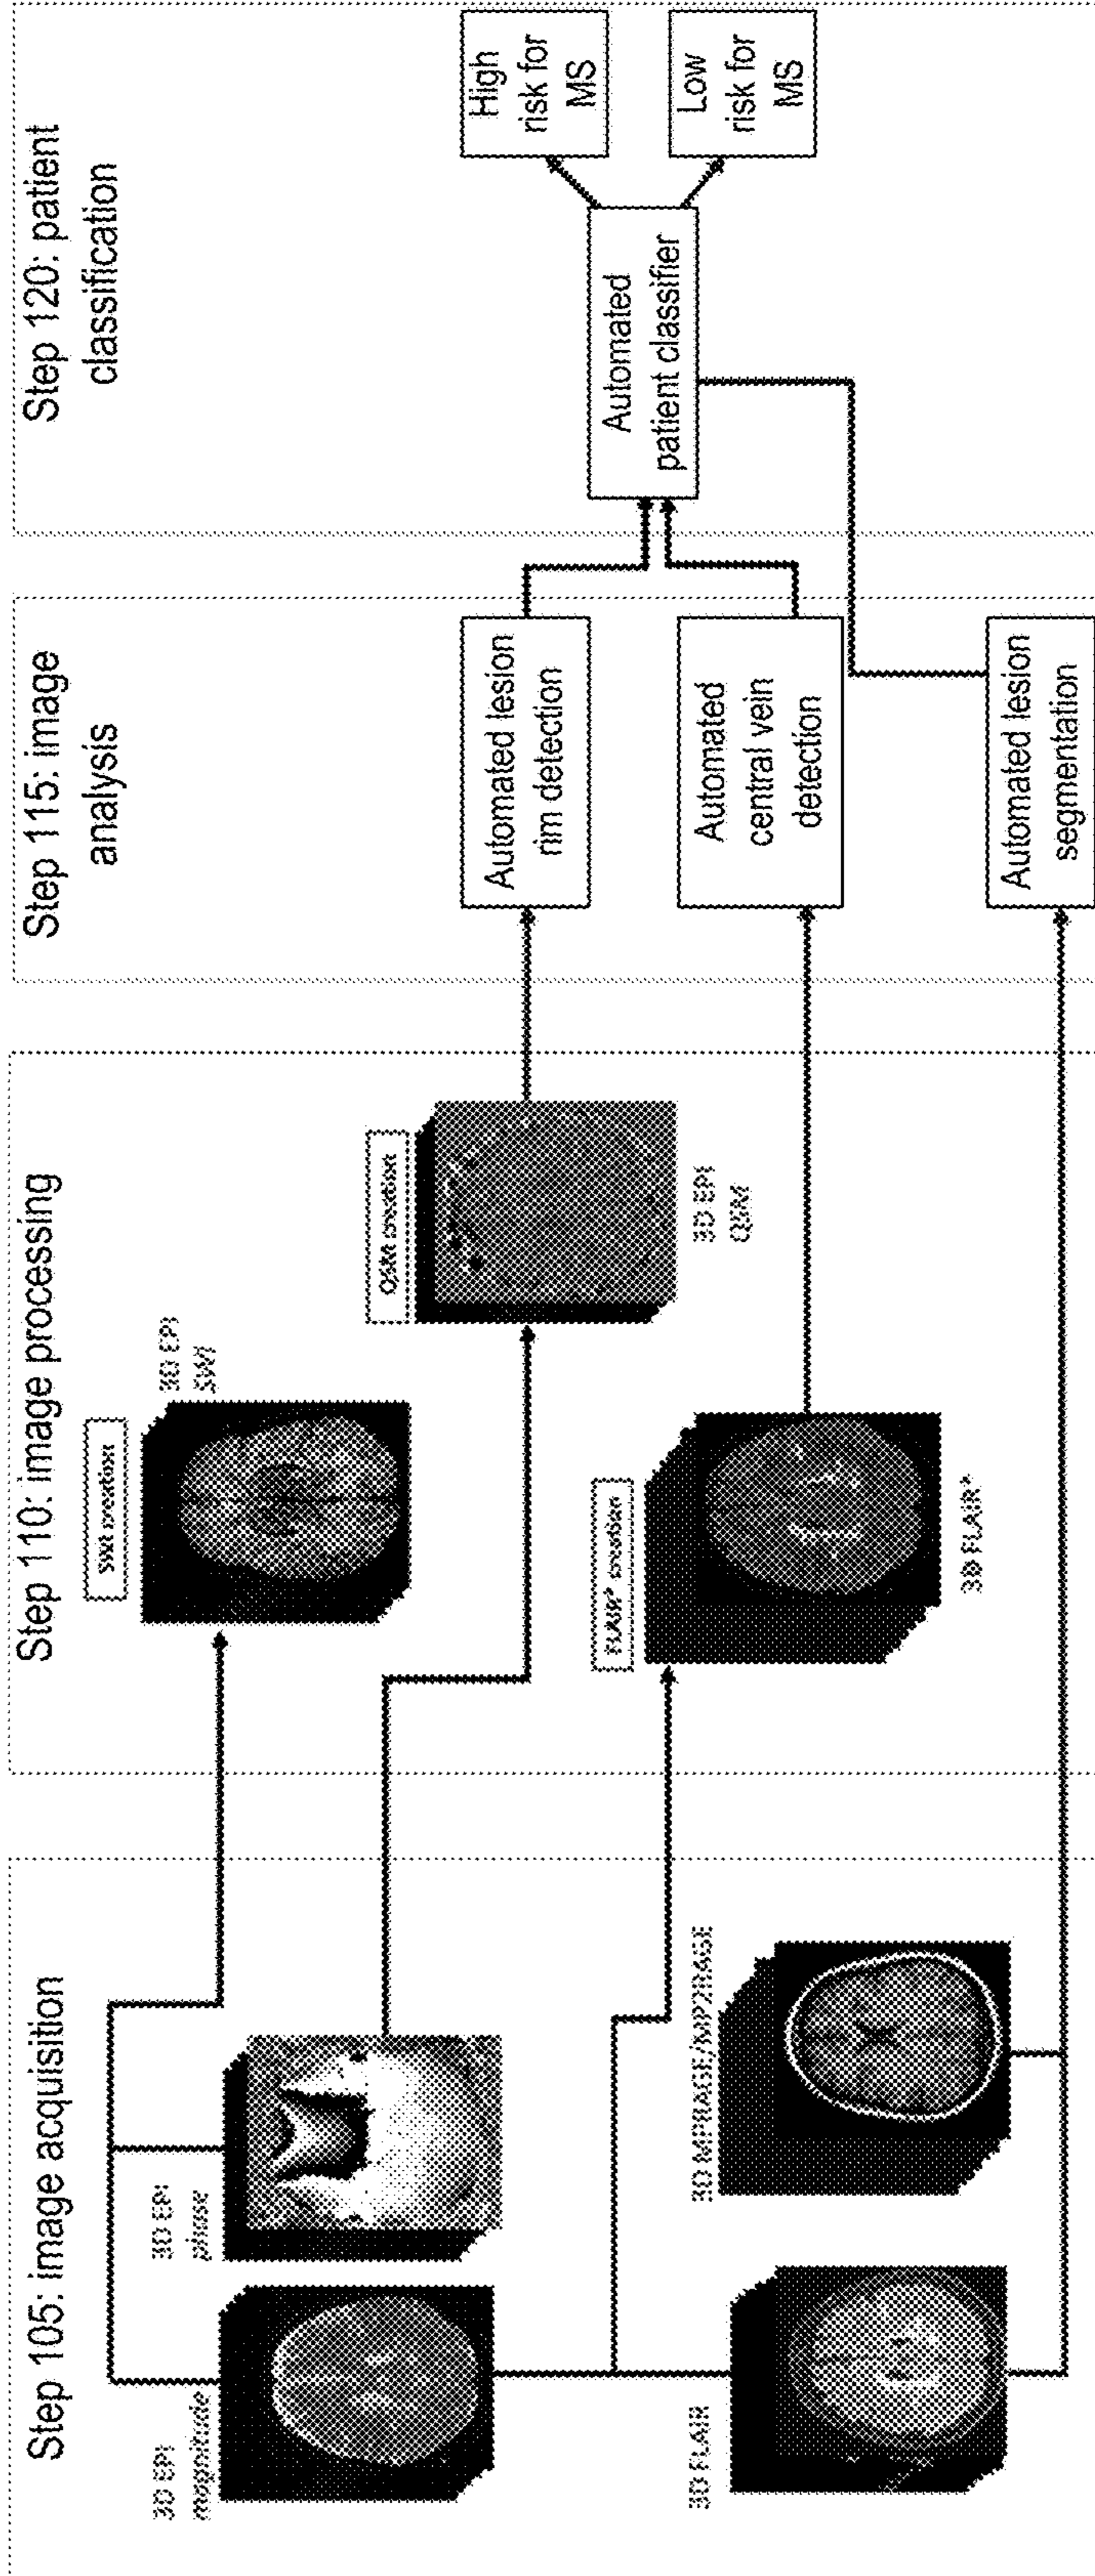 Step 105: image acquisition
3D EPI
magnitude
3D EPI
phase
3D FLAIR
3D MPRAGE/MP2RAGE
Step 110: image processing
SWI creation
3D EPI
SWI
QSM creation
3D EPI
QSM
FLAIR* creation
3D FLAIR*
Step 115: image
analysis
Automated lesion
rim detection
Automated
central vein
detection
Automated lesion
segmentation
Step 120: patient
classification
Automated
patient classifier
High
risk for
MS
Low
risk for
MS